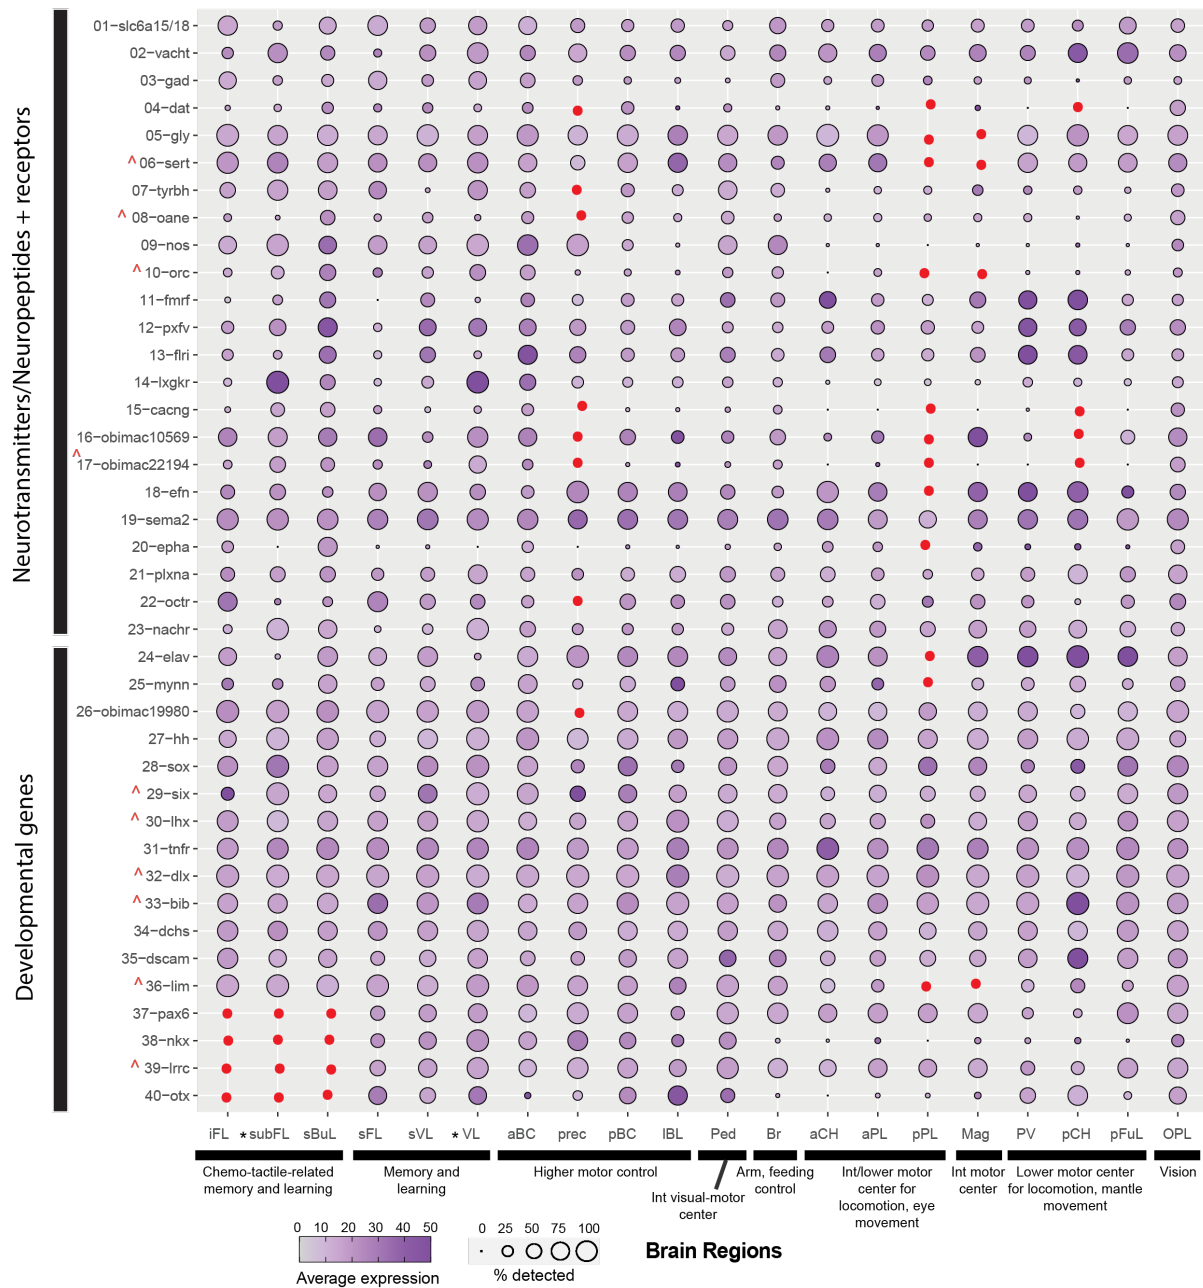 Neurotransmitters/Neuropeptides + receptors
Developmental genes
01−slc6a15/18
02−vacht
03−gad
04−dat
05−gly
^ 06−sert
07−tyrbh
^ 08−oane
09−nos
^ 10−orc
11−fmrf
12−pxfv
13−flri
14−lxgkr
15−cacng
16−obimac10569
^ 17−obimac22194
18−efn
19−sema2
20−epha
21−plxna
22−octr
23−nachr
24−elav
25−mynn
26−obimac19980
27−hh
28−sox
^ 29−six
^ 30−lhx
31−tnfr
^ 32−dlx
^ 33−bib
34−dchs
35−dscam
^ 36−lim
37−pax6
38−nkx
^ 39−lrrc
40−otx
iFL * subFL sBuL sFL sVL * VL aBC prec pBC IBL Ped Br aCH aPL pPL Mag PV pCH pFuL OPL
Chemo-tactile-related
memory and learning
Memory and
learning
Higher motor control
Int visual-motor
center
Arm, feeding
control
Int/lower motor
center for
locomotion, eye
movement
Int motor
center
Lower motor center
for locomotion, mantle
movement
Vision
0 10 20 30 40 50
Average expression
0 25 50 75 100
% detected
Brain Regions